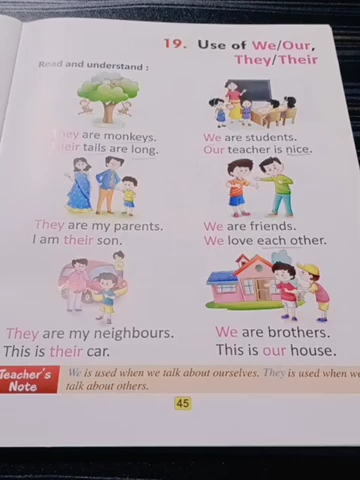 19. Use of We/Our,
They/Their
Read and understand :
They are monkeys.
Their tails are long.
We are students.
Our teacher is nice.
They are my parents.
I am their son.
We are friends.
We love each other.
They are my neighbours.
This is their car.
We are brothers.
This is our house.
Teacher's
Note
We is used when we talk about ourselves. They is used when we
talk about others.
45